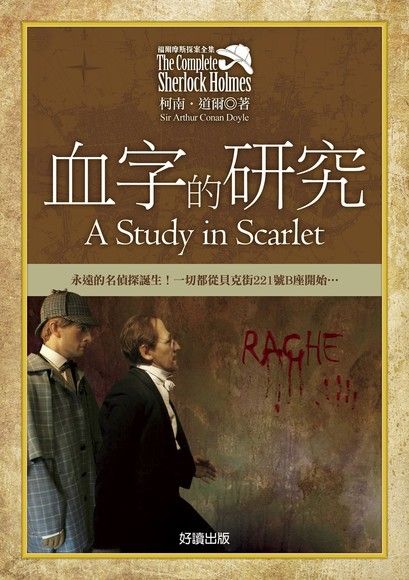 福爾摩斯探案全集
The Complete
Sherlock Holmes
柯南·道爾◎著
Sir Arthur Conan Doyle
血字的研究
A Study in Scarlet
永遠的名偵探誕生！一切都從貝克街221號B座開始…
RACHE
好讀出版